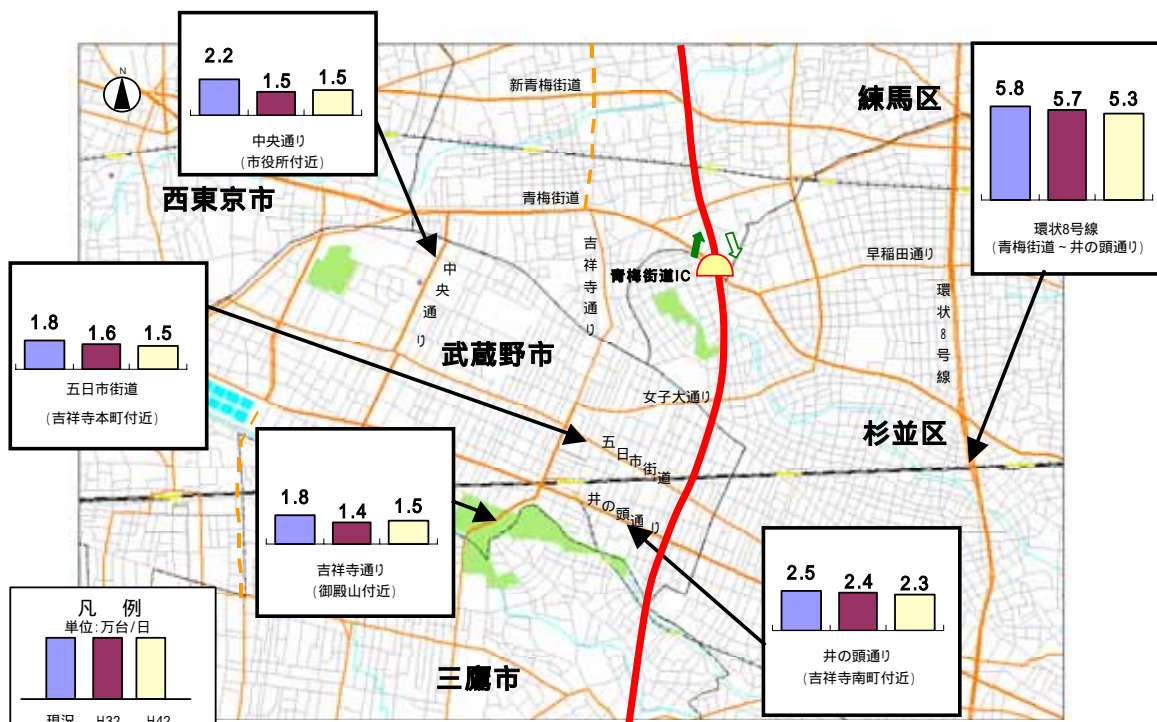 2.2 1.5 1.5
中央通り
(市役所付近)
N
新青梅街道
練馬区
5.8 5.7 5.3
環状8号線
(青梅街道~井の頭通り)
西東京市
青梅街道
吉祥寺通り
青梅街道IC
早稲田通り
環状8号線
中央通り
1.8 1.6 1.5
五日市街道
(吉祥寺本町付近)
武蔵野市
女子大通り
杉並区
五日市街道
井の頭通り
1.8 1.4 1.5
吉祥寺通り
(御殿山付近)
2.5 2.4 2.3
井の頭通り
(吉祥寺南町付近)
三鷹市
凡 例
単位:万台/日
現況 H32 H42